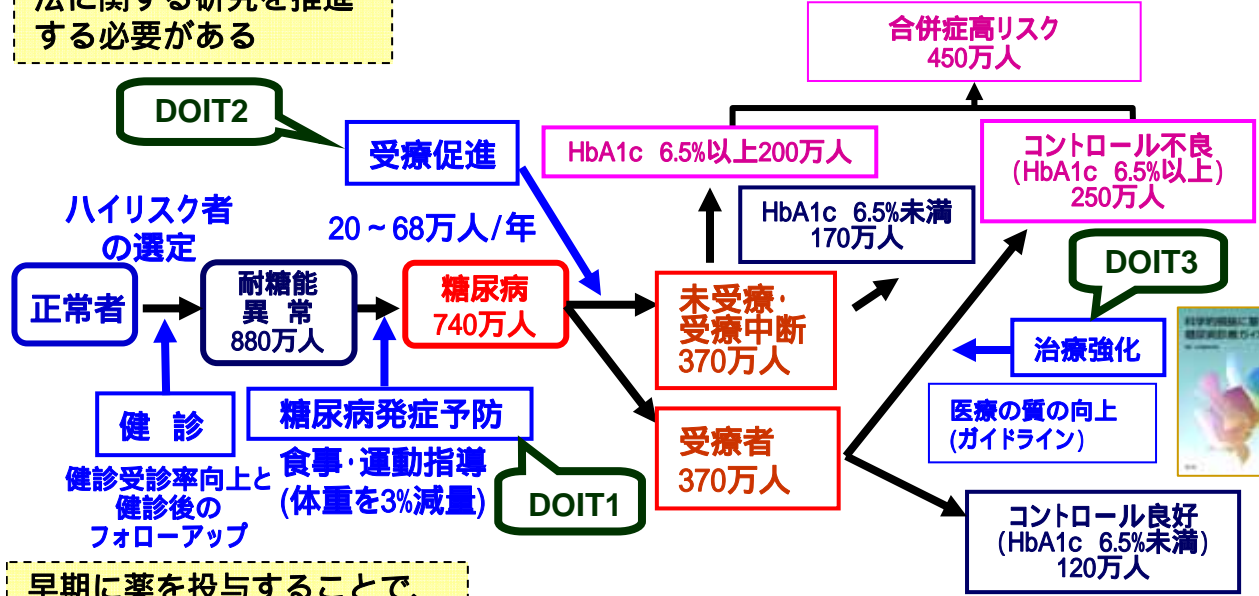 法に関する研究を推進
する必要がある
合併症高リスク
450万人
DOIT2
受療促進
HbA1c 6.5%以上200万人
コントロール不良
(HbA1c 6.5%以上)
250万人
ハイリスク者
の選定
20~68万人/年
HbA1c 6.5%未満
170万人
DOIT3
正常者
耐糖能
異 常
880万人
糖尿病
740万人
未受療・
受療中断
370万人
治療強化
健 診
糖尿病発症予防
医療の質の向上
(ガイドライン)
健診受診率向上と
健診後の
フォローアップ
食事・運動指導
(体重を3%減量)
DOIT1
受療者
370万人
コントロール良好
(HbA1c 6.5%未満)
120万人
早期に薬を投与することで、